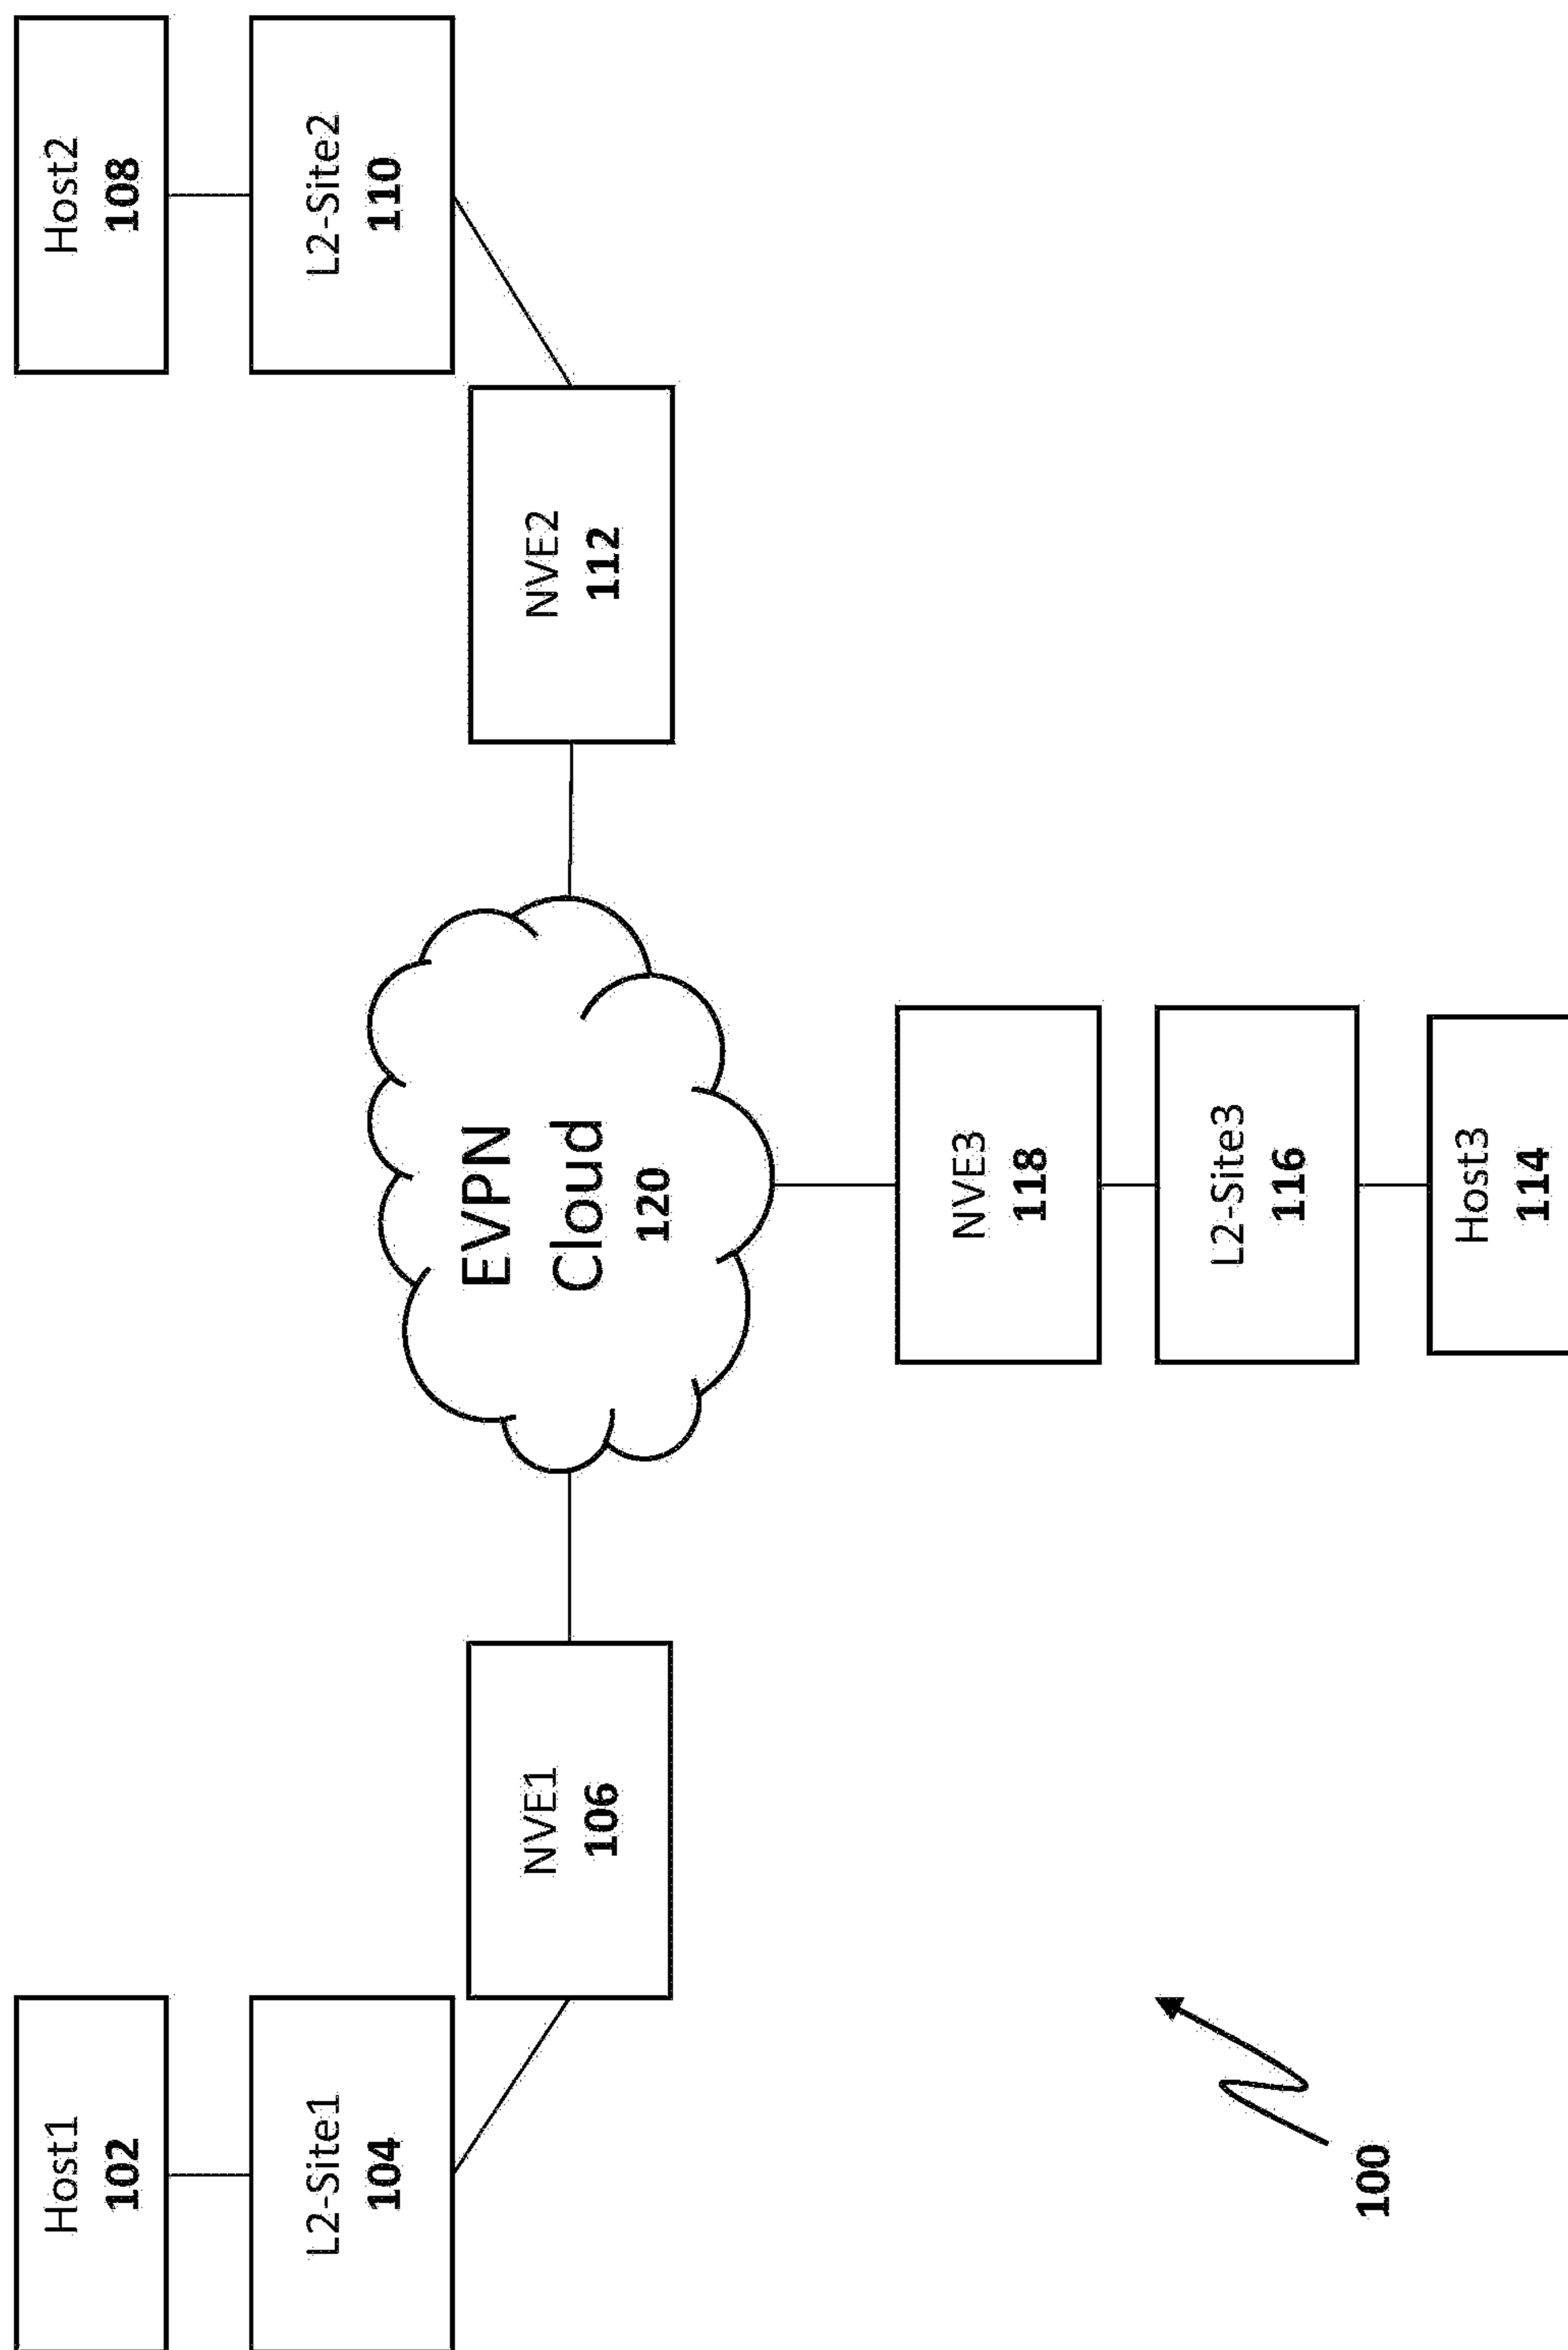 Host1
102
L2-Site1
104
NVE1
106
Host2
108
L2-Site2
110
NVE2
112
EVPN
Cloud
120
NVE3
118
L2-Site3
116
Host3
114
100